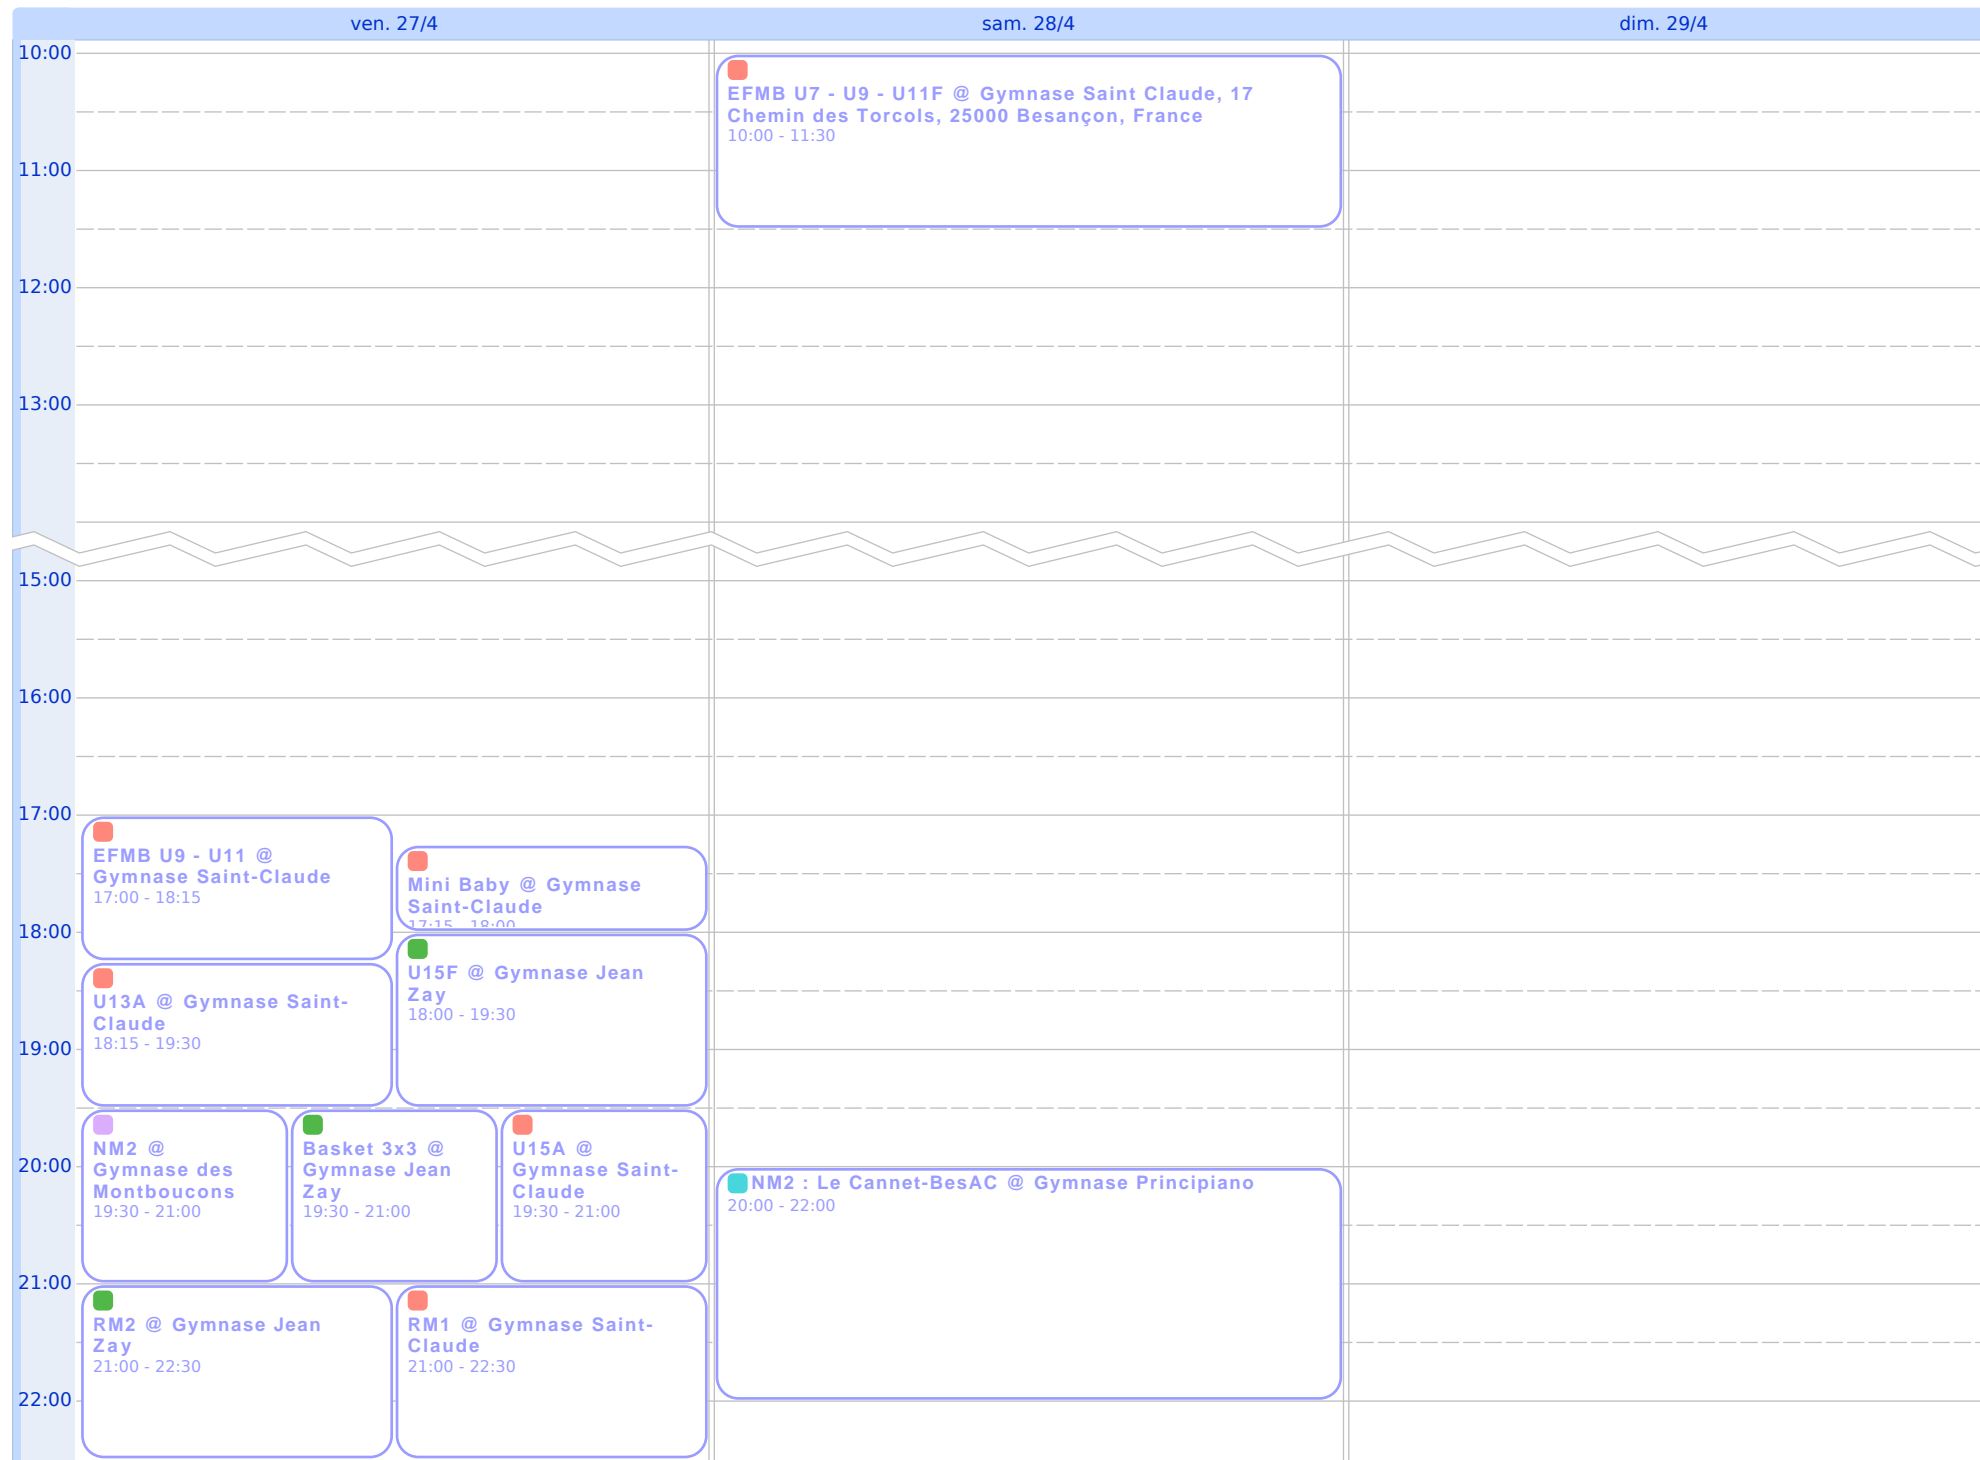 ven. 27/4
sam. 28/4
dim. 29/4
10:00
EFMB U7 - U9 - U11F @ Gymnase Saint Claude, 17
Chemin des Torcols, 25000 Besançon, France
10:00 - 11:30
11:00
12:00
13:00
15:00
16:00
17:00
EFMB U9 - U11 @
Gymnase Saint-Claude
17:00 - 18:15
Mini Baby @ Gymnase
Saint-Claude
17:15 - 18:00
18:00
U13A @ Gymnase Saint-
Claude
18:15 - 19:30
U15F @ Gymnase Jean
Zay
18:00 - 19:30
19:00
NM2 @
Gymnase des
Montboucons
19:30 - 21:00
Basket 3x3 @
Gymnase Jean
Zay
19:30 - 21:00
U15A @
Gymnase Saint-
Claude
19:30 - 21:00
20:00
NM2 : Le Cannet-BesAC @ Gymnase Principiano
20:00 - 22:00
21:00
RM2 @ Gymnase Jean
Zay
21:00 - 22:30
RM1 @ Gymnase Saint-
Claude
21:00 - 22:30
22:00